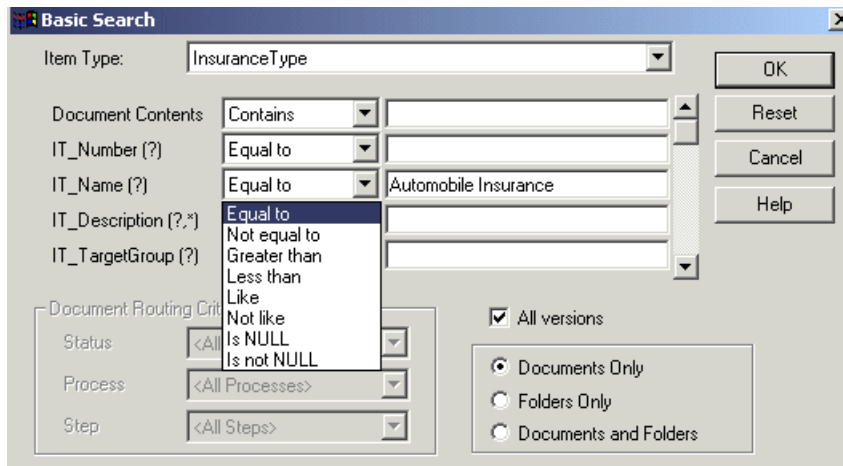 Basic Search
Item Type: InsuranceType
OK
Document Contents Contains
Reset
IT_Number (?) Equal to
Cancel
IT_Name (?) Equal to Automobile Insurance
Help
IT_Description (?,*) Equal to
Not equal to
IT_TargetGroup (?) Greater than
Less than
Like
Document Routing Crit Not like
All versions
Status <All Is NULL
Is not NULL
Documents Only
Process <All Processes>
Folders Only
Step <All Steps>
Documents and Folders